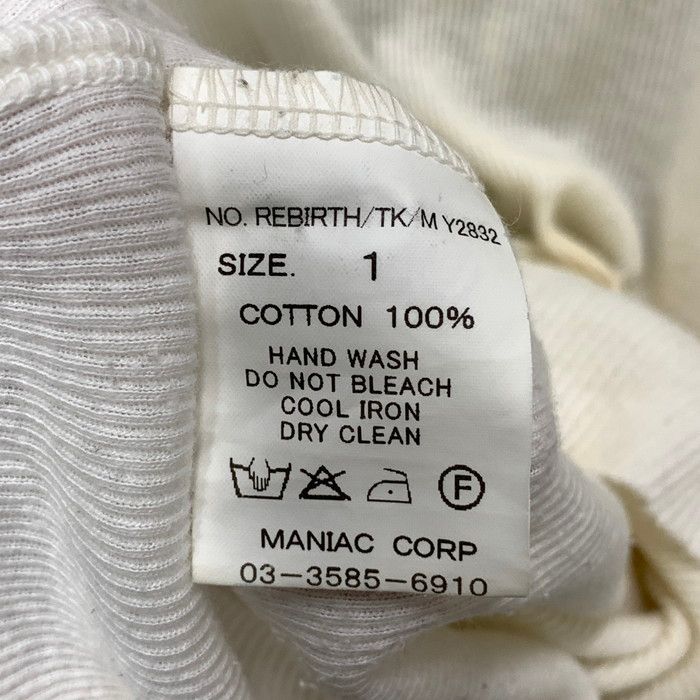 NO. REBIRTH/TK/M Y2832
SIZE. 1
COTTON 100%
HAND WASH
DO NOT BLEACH
COOL IRON
DRY CLEAN
F
MANIAC CORP
03-3585-6910